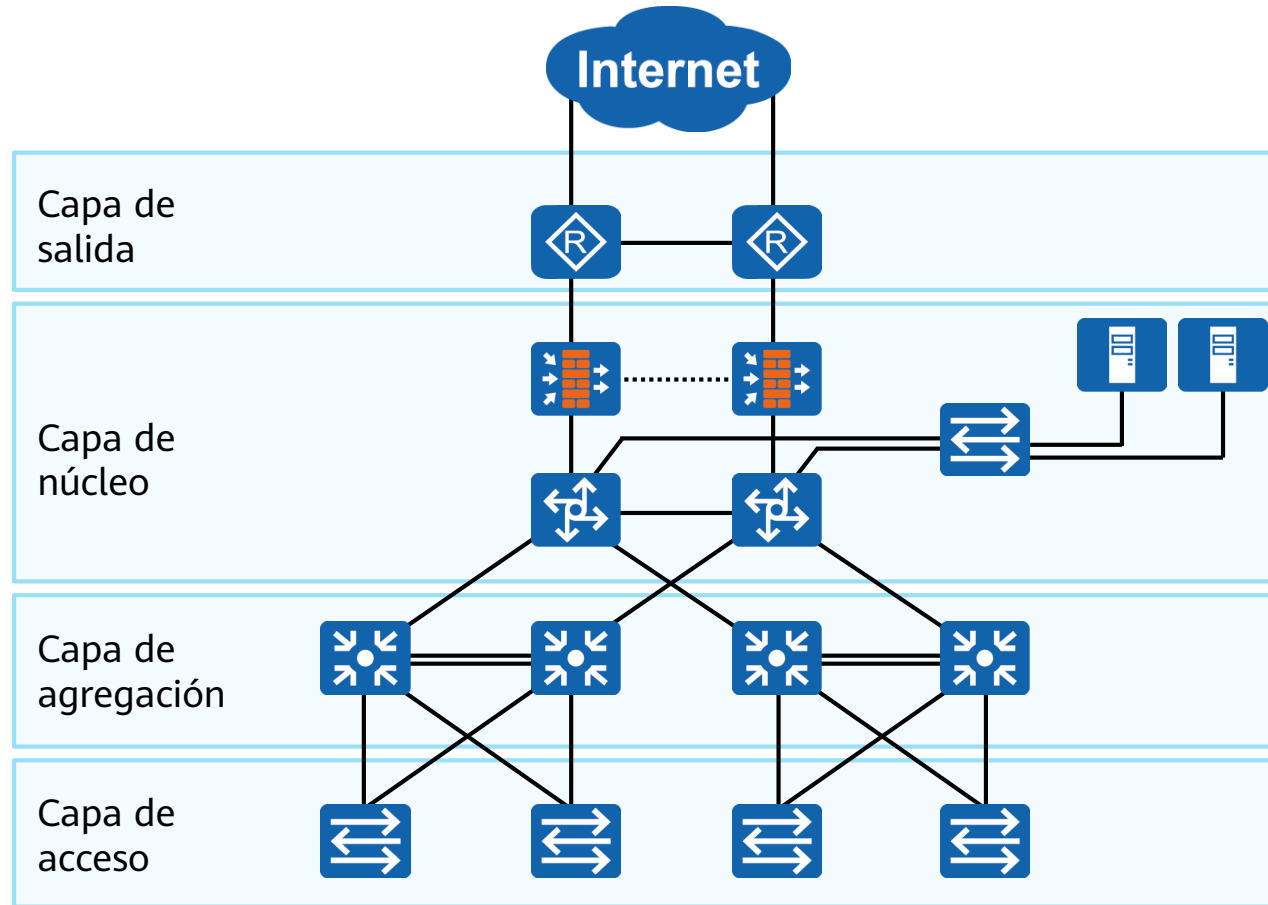 Internet
Capa de
salida
R
R
Capa de
núcleo
Capa de
agregación
Capa de
acceso